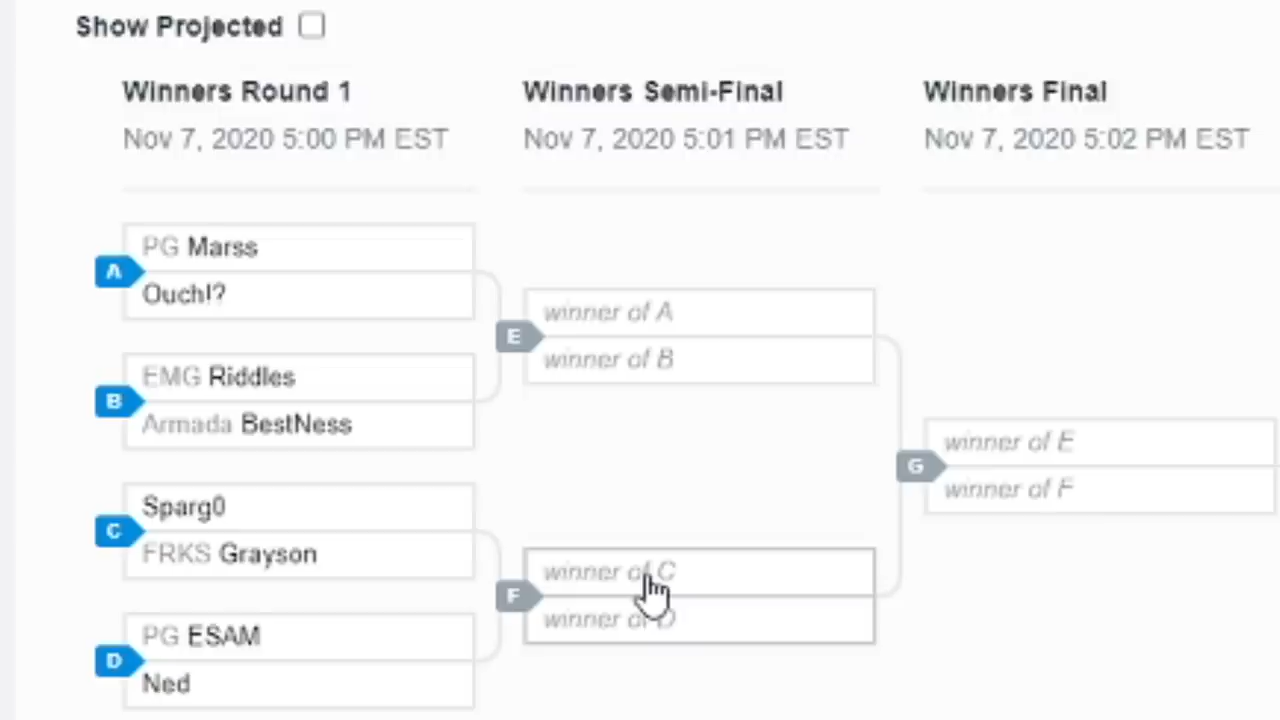 Show Projected
Winners Round 1
Nov 7, 2020 5:00 PM EST
Winners Semi-Final
Nov 7, 2020 5:01 PM EST
Winners Final
Nov 7, 2020 5:02 PM EST
A
PG Marss
Ouch!?
B
EMG Riddles
Armada BestNess
C
Sparg0
FRKS Grayson
D
PG ESAM
Ned
E
winner of A
winner of B
F
winner of C
winner of D
G
winner of E
winner of F